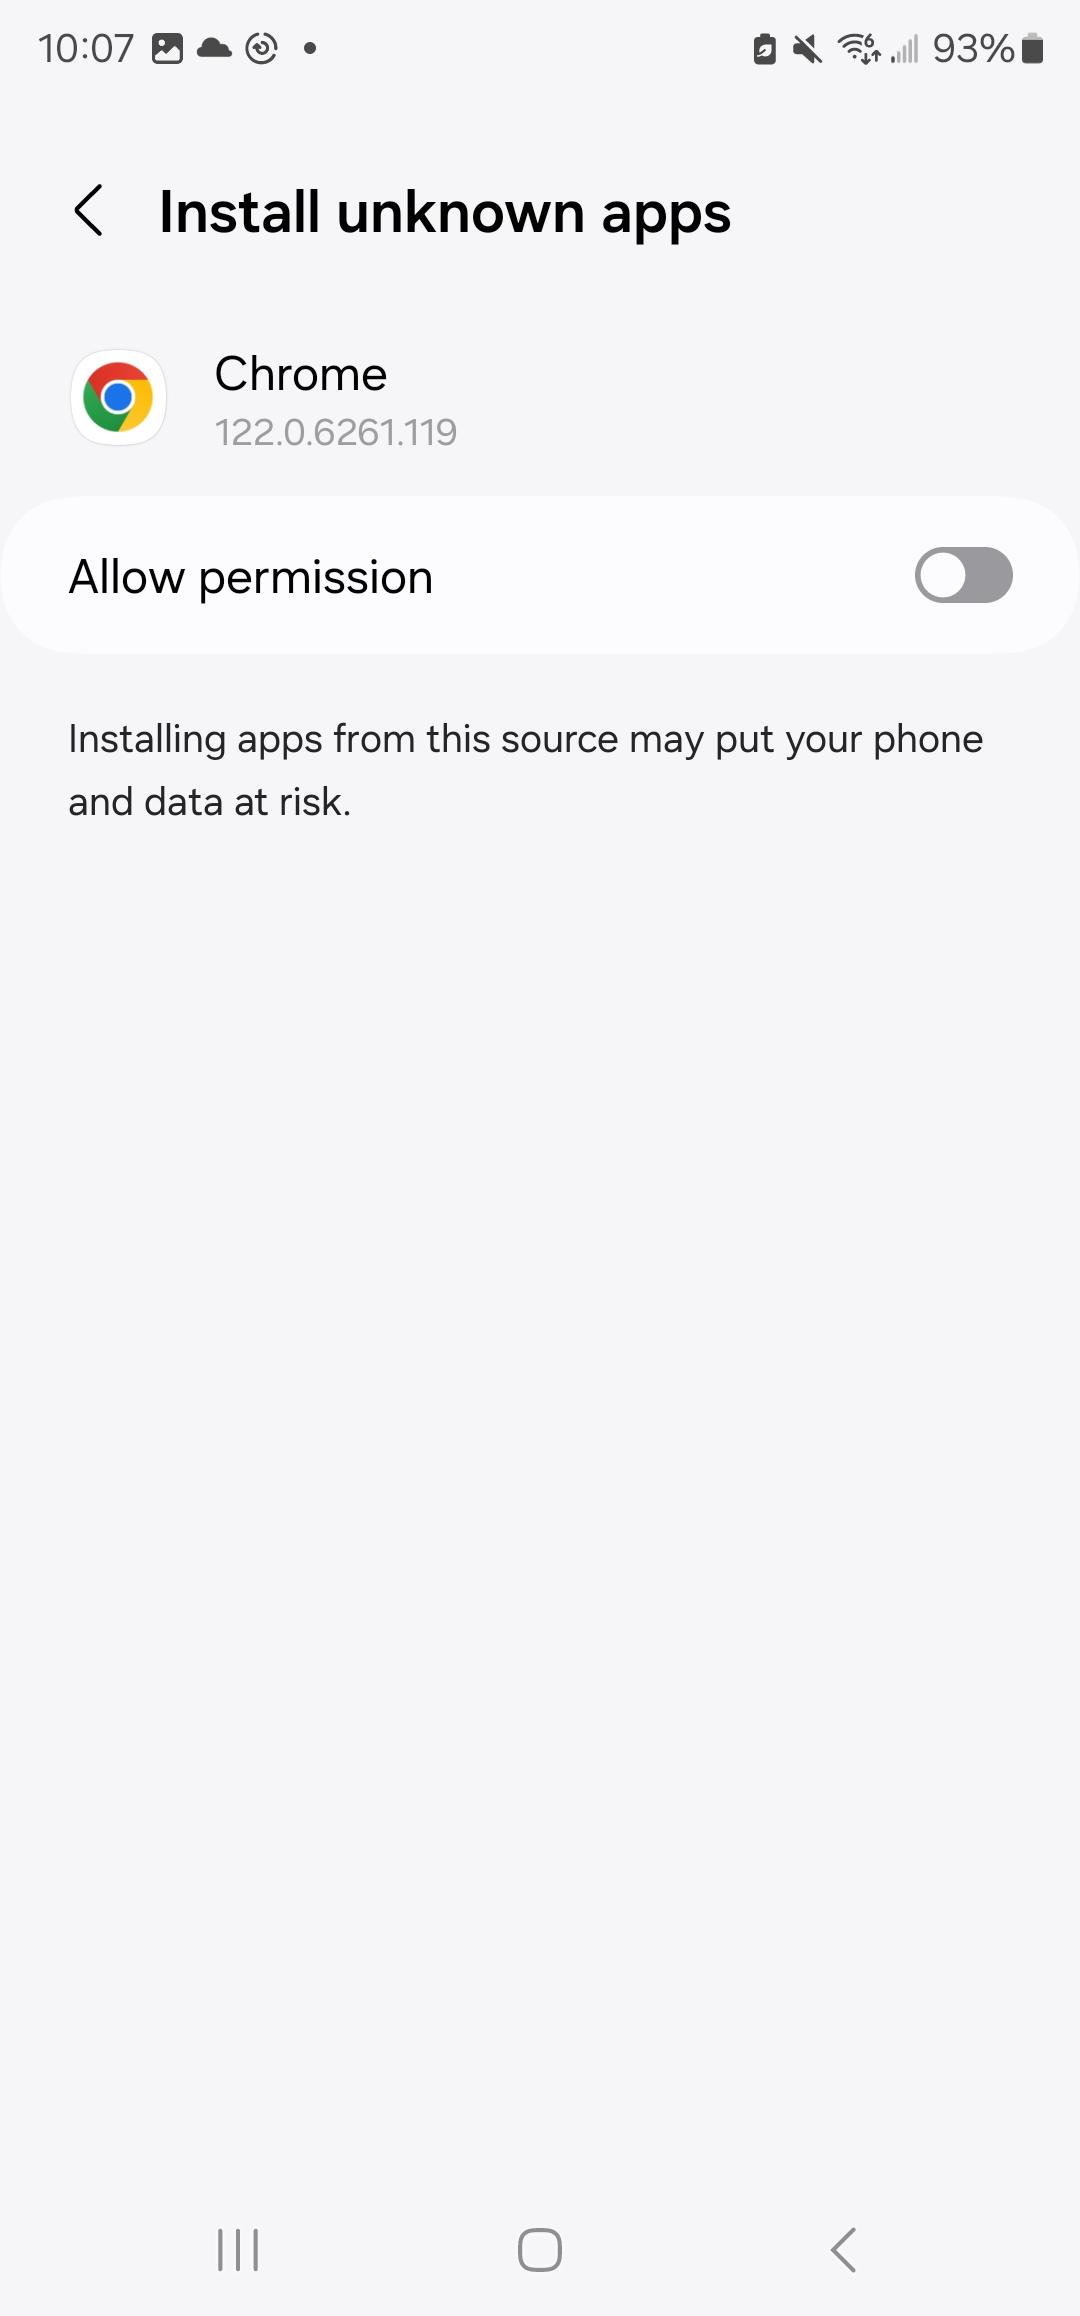 10:07 93%
Install unknown apps
Chrome
122.0.6261.119
Allow permission
Installing apps from this source may put your phone
and data at risk.